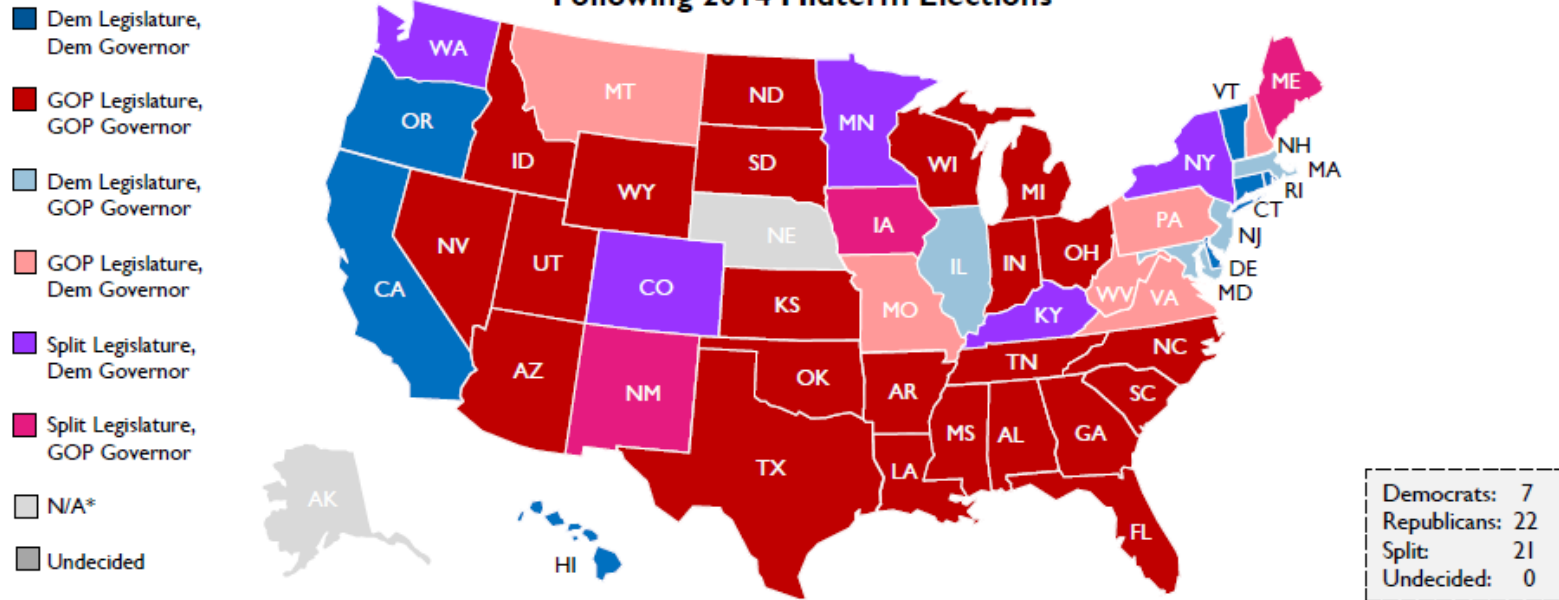 Following 2014 Midterm Elections
Dem Legislature,
Dem Governor
GOP Legislature,
GOP Governor
Dem Legislature,
GOP Governor
GOP Legislature,
Dem Governor
Split Legislature,
Dem Governor
Split Legislature,
GOP Governor
N/A*
Undecided
WA
MT
ND
MN
ME
VT
OR
ID
SD
WI
NH
NY
MA
WY
MI
RI
IA
PA
CT
NE
NJ
NV
UT
IL
IN
OH
DE
CA
CO
KS
MO
WV
VA
MD
KY
AZ
NM
OK
AR
TN
NC
SC
TX
LA
MS
AL
GA
FL
AK
HI
Democrats: 7
Republicans: 22
Split: 21
Undecided: 0